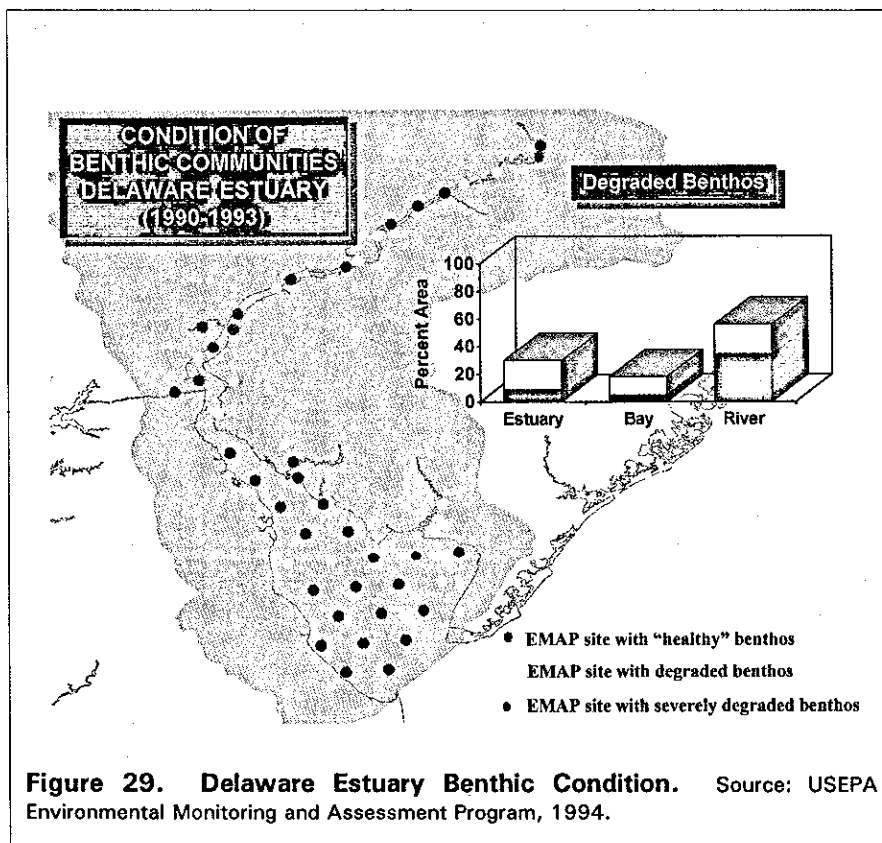 CONDITION OF
BENTHIC COMMUNITIES
DELAWARE ESTUARY
(1990-1993)
Degraded Benthos
Percent Area
100
80
60
40
20
0
Estuary
Bay
River
EMAP site with "healthy" benthos
EMAP site with degraded benthos
EMAP site with severely degraded benthos
Figure 29. Delaware Estuary Benthic Condition. Source: USEPA
Environmental Monitoring and Assessment Program, 1994.